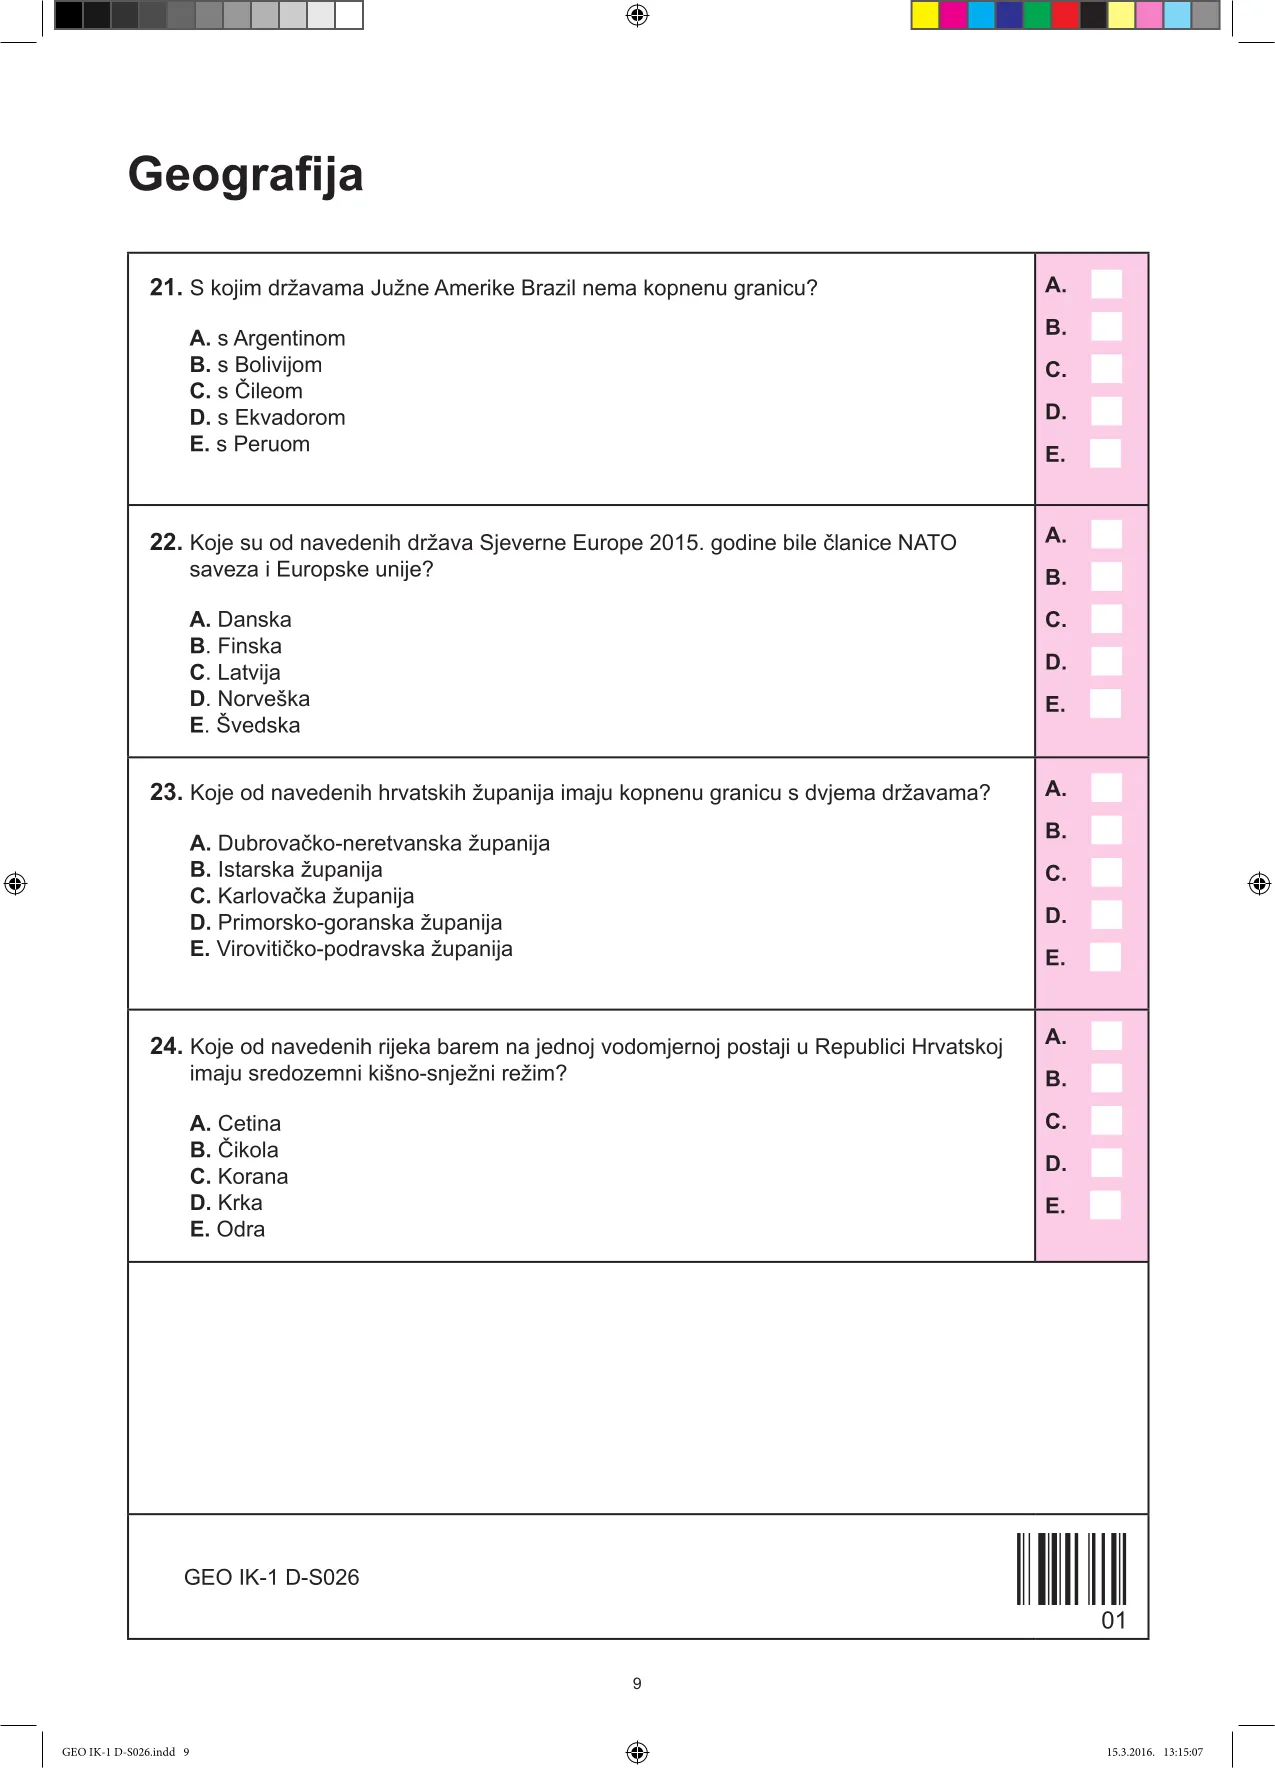 Geografija
21. S kojim državama Južne Amerike Brazil nema kopnenu granicu?
A. s Argentinom
B. s Bolivijom
C. s Čileom
D. s Ekvadorom
E. s Peruom
A.
B.
C.
D.
E.
22. Koje su od navedenih država Sjeverne Europe 2015. godine bile članice NATO
saveza i Europske unije?
A. Danska
B. Finska
C. Latvija
D. Norveška
E. Švedska
A.
B.
C.
D.
E.
23. Koje od navedenih hrvatskih županija imaju kopnenu granicu s dvjema državama?
A. Dubrovačko-neretvanska županija
B. Istarska županija
C. Karlovačka županija
D. Primorsko-goranska županija
E. Virovitičko-podravska županija
A.
B.
C.
D.
E.
24. Koje od navedenih rijeka barem na jednoj vodomjernoj postaji u Republici Hrvatskoj
imaju sredozemni kišno-snježni režim?
A. Cetina
B. Čikola
C. Korana
D. Krka
E. Odra
A.
B.
C.
D.
E.
GEO IK-1 D-S026
01
9
GEO IK-1 D-S026.indd 9
15.3.2016. 13:15:07